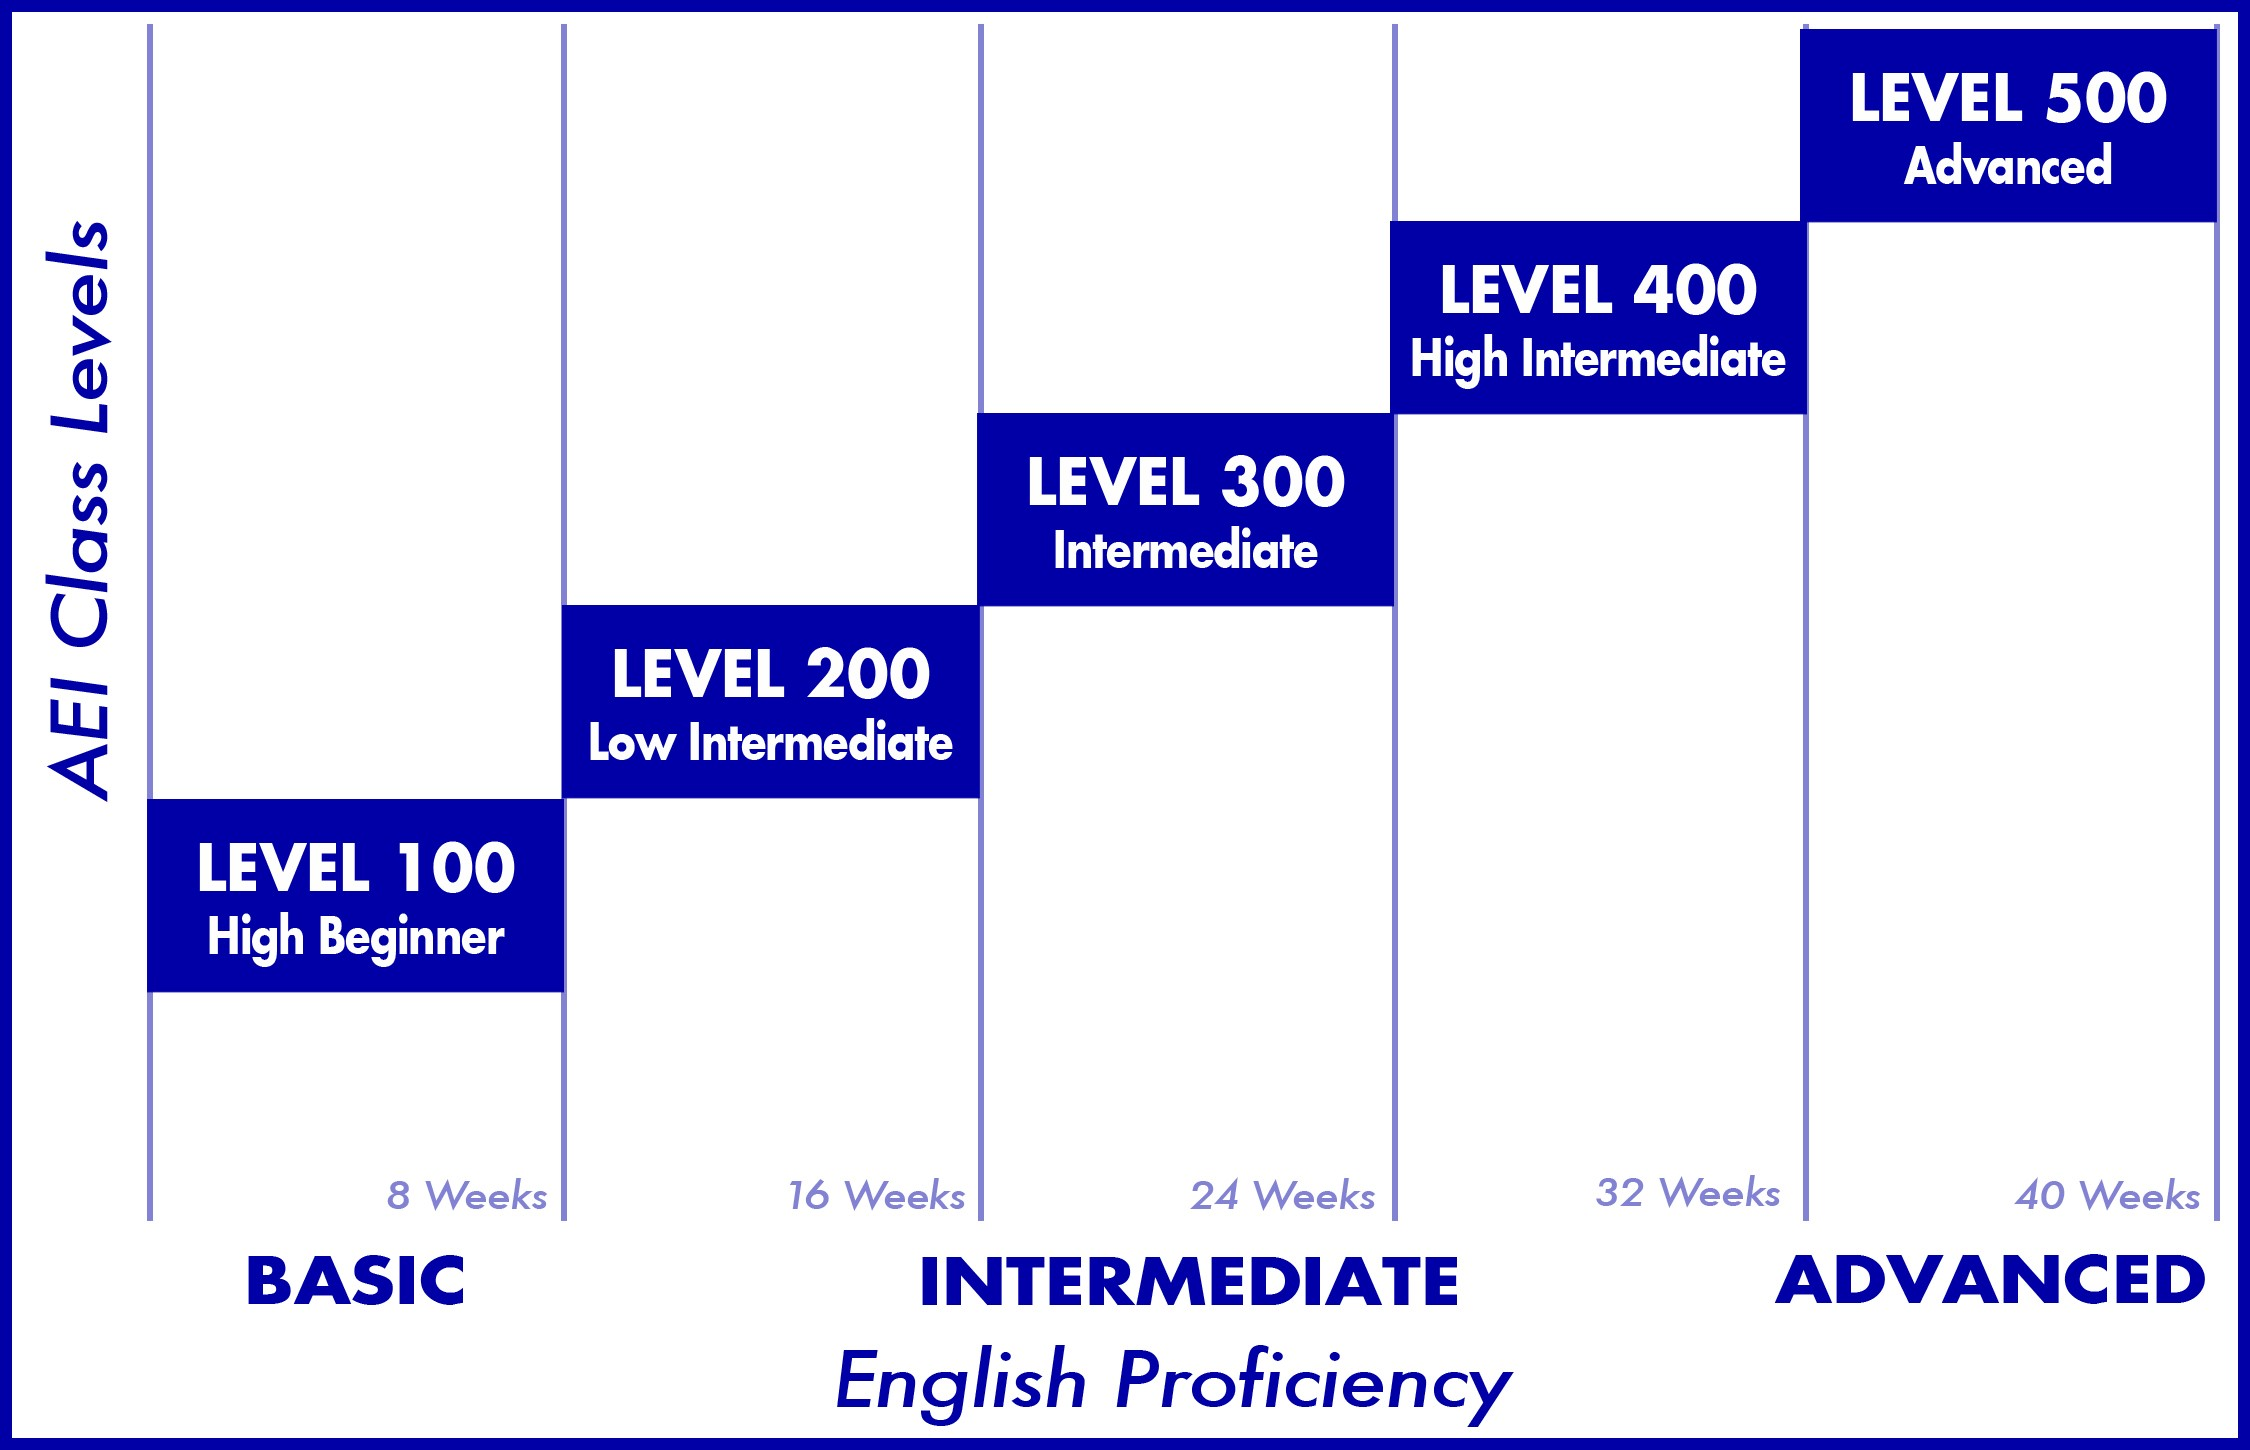 AEI Class Levels
LEVEL 500
Advanced
LEVEL 400
High Intermediate
LEVEL 300
Intermediate
LEVEL 200
Low Intermediate
LEVEL 100
High Beginner
8 Weeks
16 Weeks
24 Weeks
32 Weeks
40 Weeks
BASIC
INTERMEDIATE
ADVANCED
English Proficiency